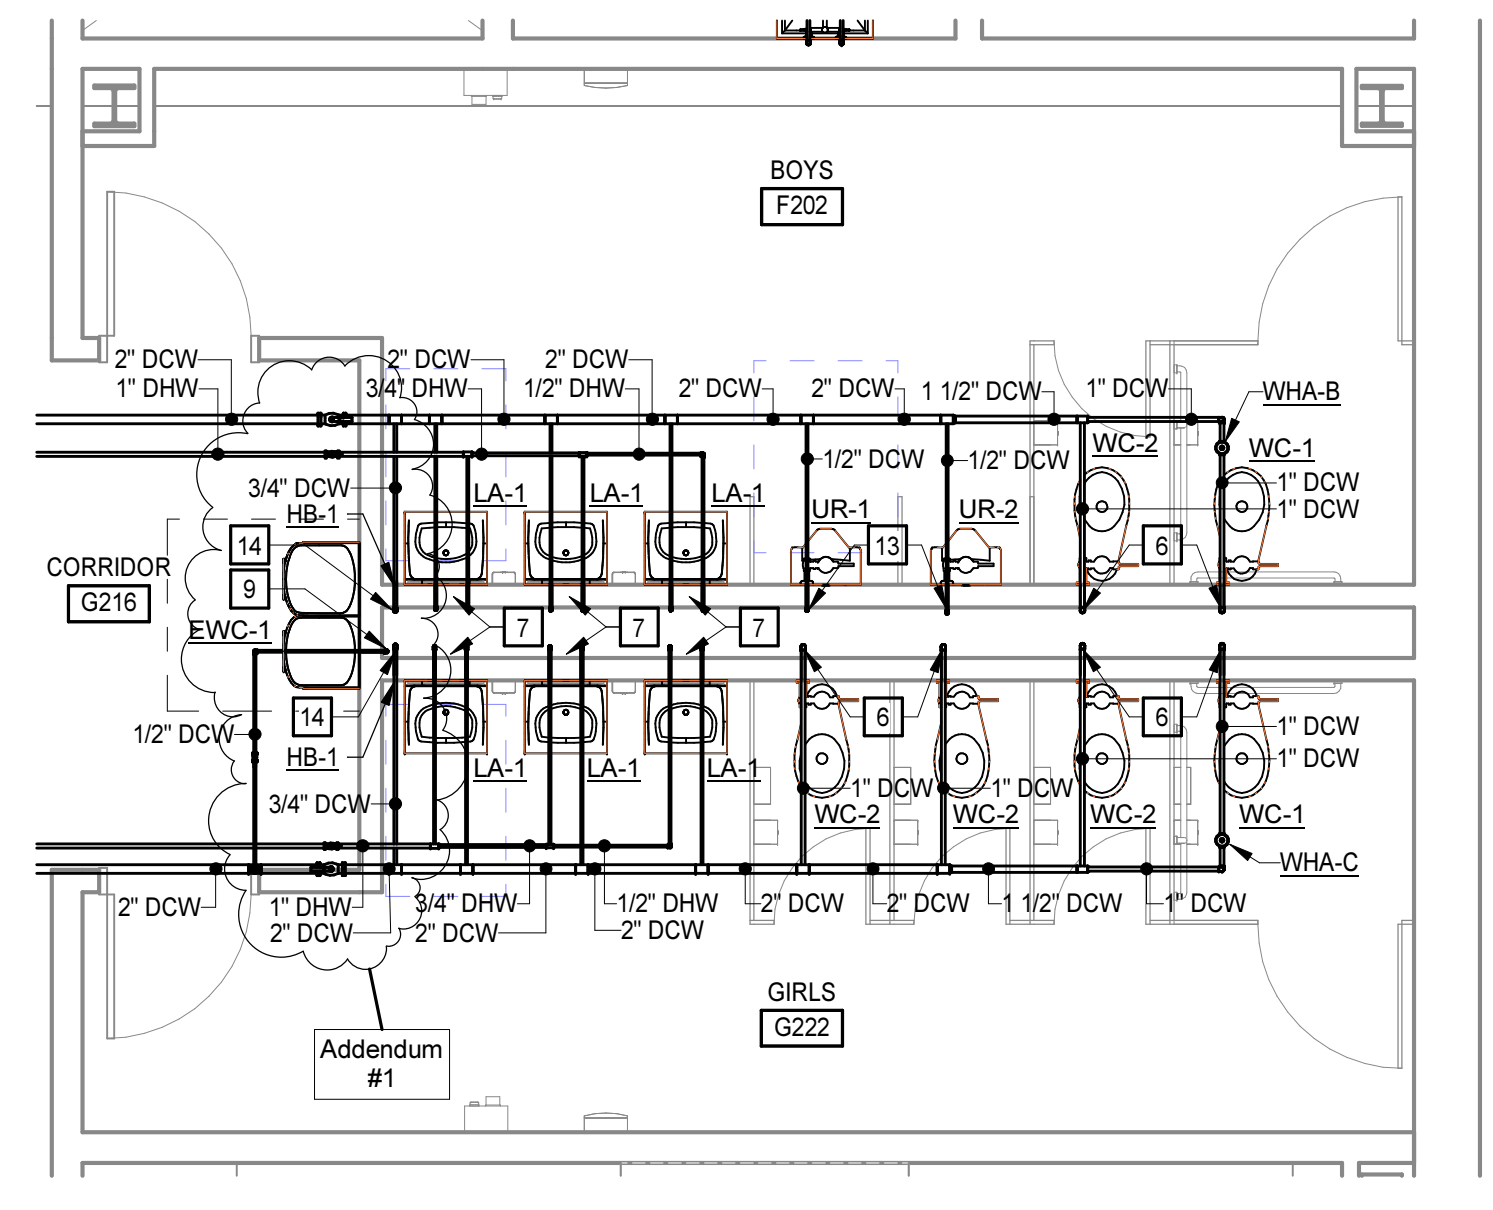 BOYS
F202
2" DCW
2" DCW
2" DCW
1" DHW
3/4" DHW
1/2" DHW
2" DCW
2" DCW
1 1/2" DCW
1" DCW
WHA-B
WC-2
WC-1
1/2" DCW
1/2" DCW
3/4" DCW
LA-1
LA-1
LA-1
1" DCW
HB-1
UR-1
UR-2
1" DCW
14
13
6
CORRIDOR
9
G216
EWC-1
7
7
7
14
6
6
1/2" DCW
1" DCW
HB-1
1" DCW
LA-1
LA-1
LA-1
1" DCW
1" DCW
3/4" DCW
WC-2
WC-2
WC-2
WC-1
WHA-C
2" DCW
1" DHW
3/4" DHW
1/2" DHW
2" DCW
2" DCW
1 1/2" DCW
1" DCW
2" DCW
2" DCW
2" DCW
GIRLS
G222
Addendum
#1